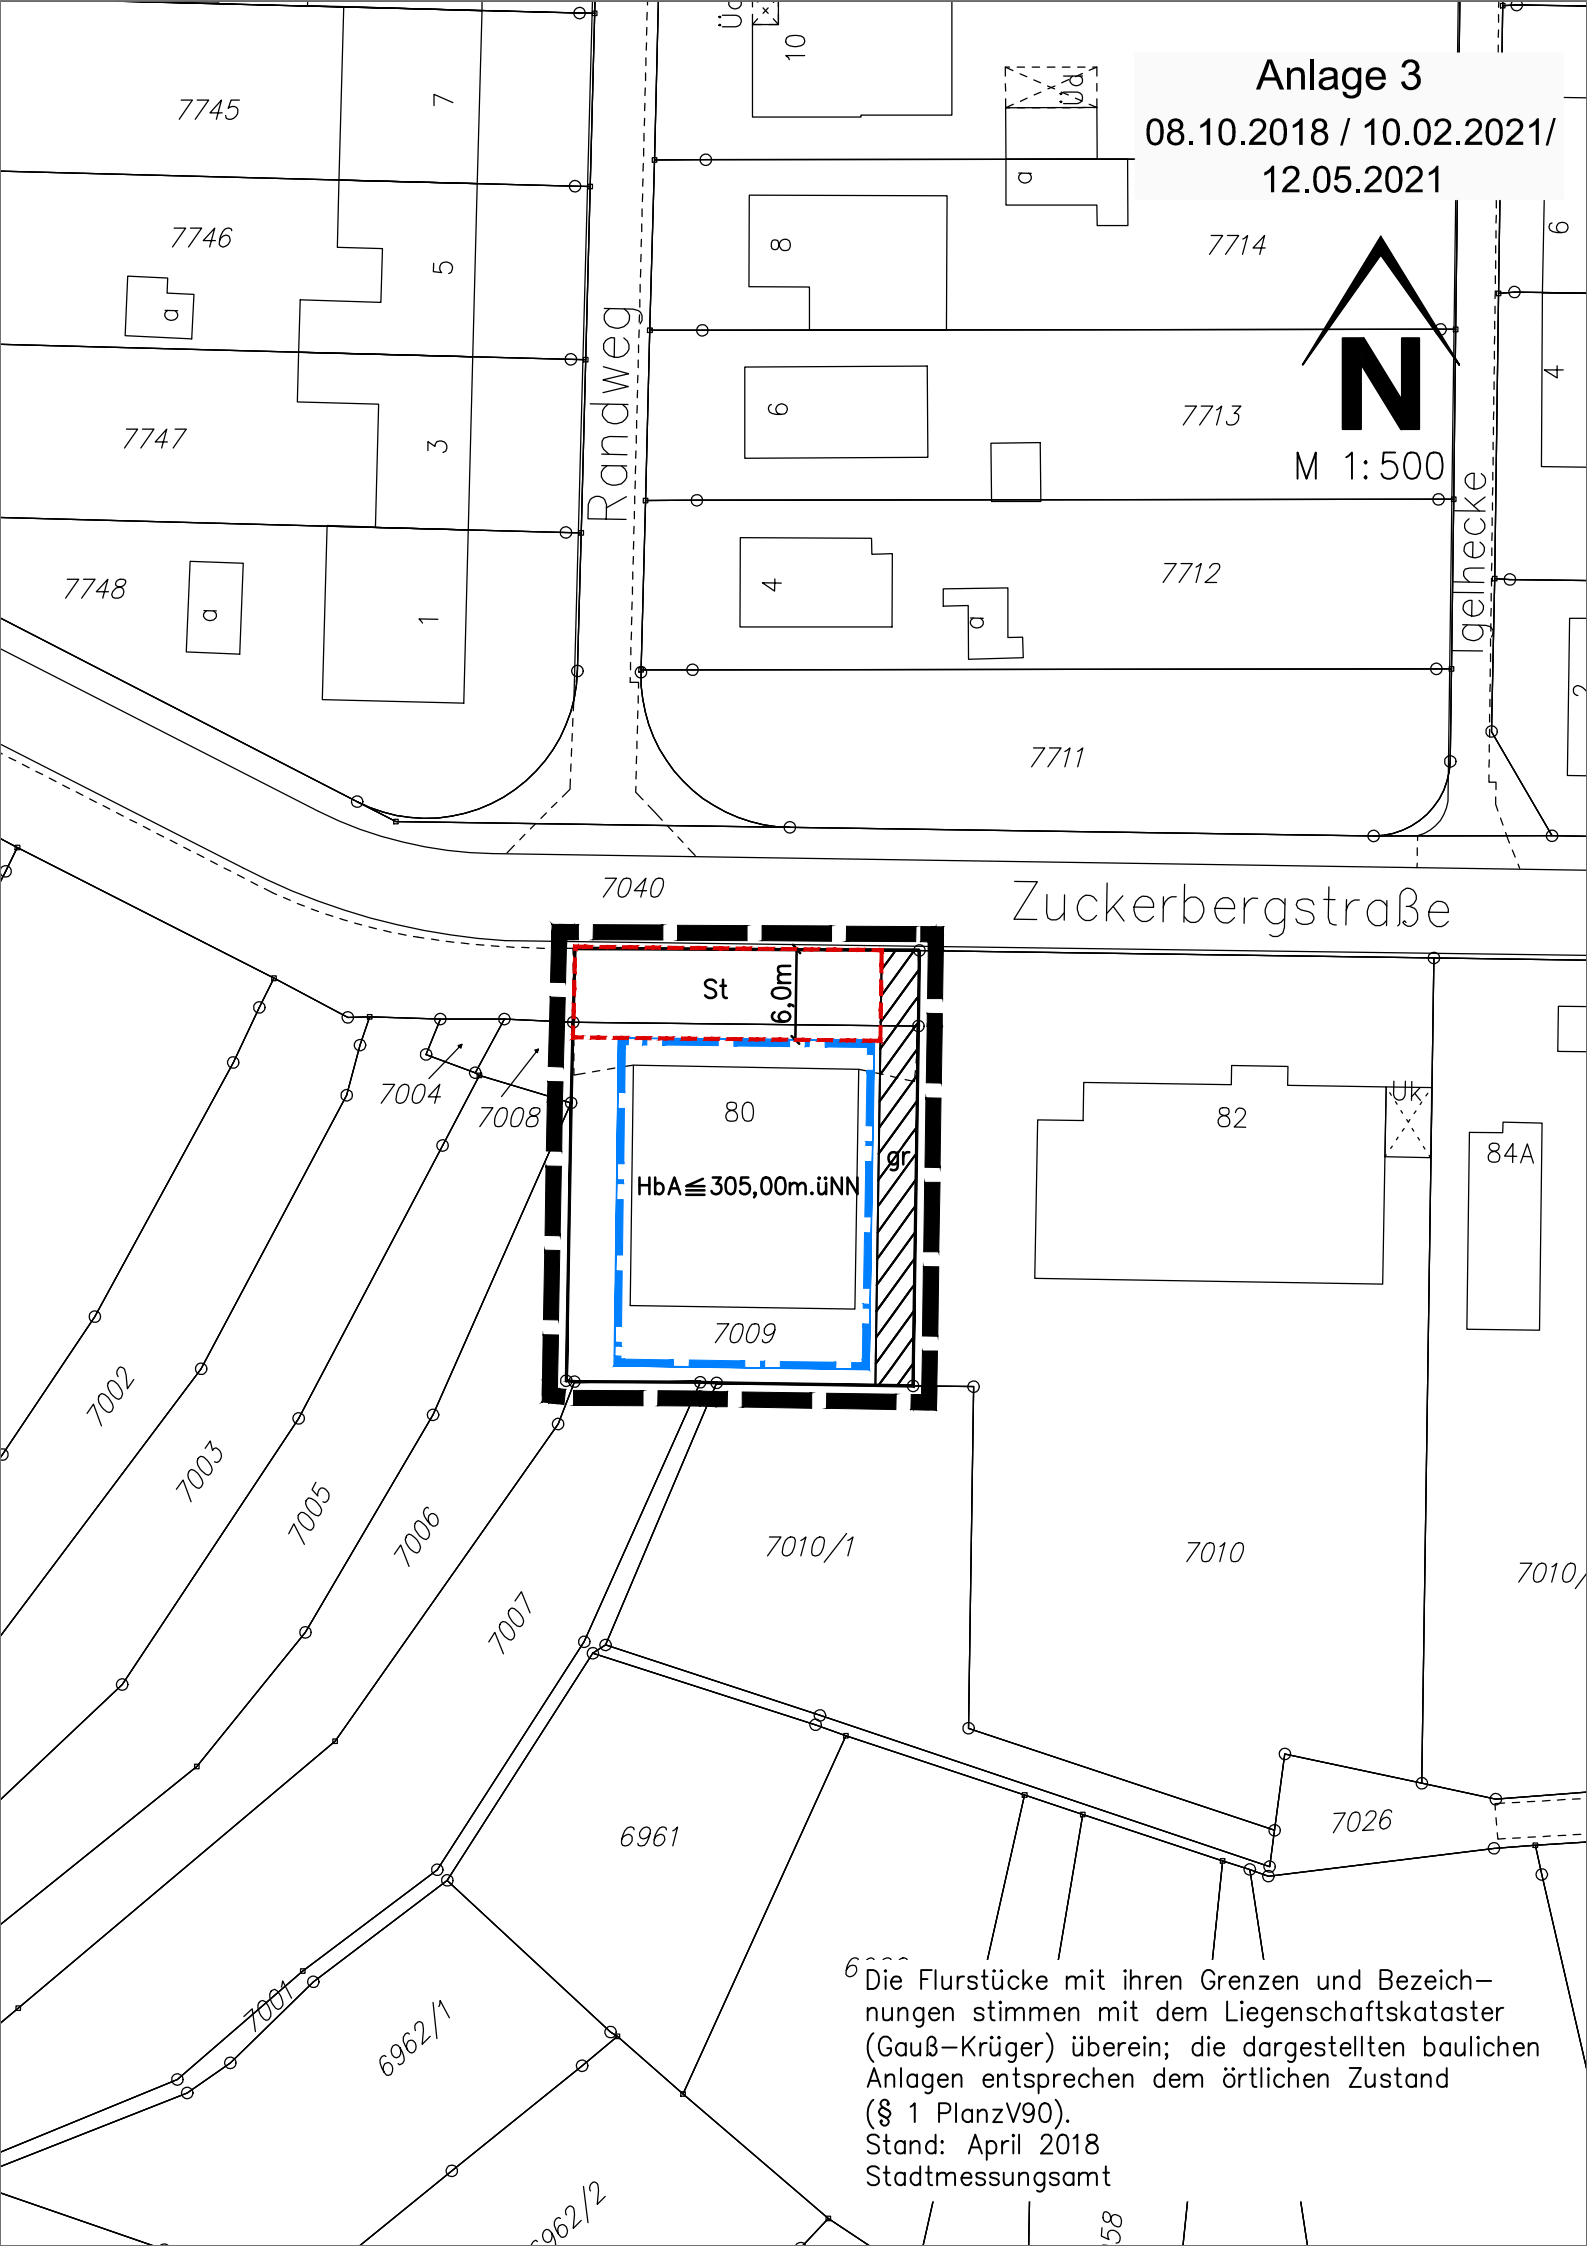 Anlage 3
08.10.2018 / 10.02.2021/
12.05.2021
10
Üd
a
7745
7
7746
5
a
8
7714
6
Randweg
N
M 1:500
7747
3
6
7713
4
Igelhecke
7748
a
1
4
a
7712
2
7711
7040
Zuckerbergstraße
St
6,0m
7004
7008
80
HbA≦305,00m.üNN
gr
7009
82
Uk
84A
7002
7003
7005
7006
7007
7010/1
7010
7010/
7001
6961
7026
6962/1
6962/2
Die Flurstücke mit ihren Grenzen und Bezeich-
nungen stimmen mit dem Liegenschaftskataster
(Gauß-Krüger) überein; die dargestellten baulichen
Anlagen entsprechen dem örtlichen Zustand
(§ 1 PlanzV90).
Stand: April 2018
Stadtmessungsamt
58